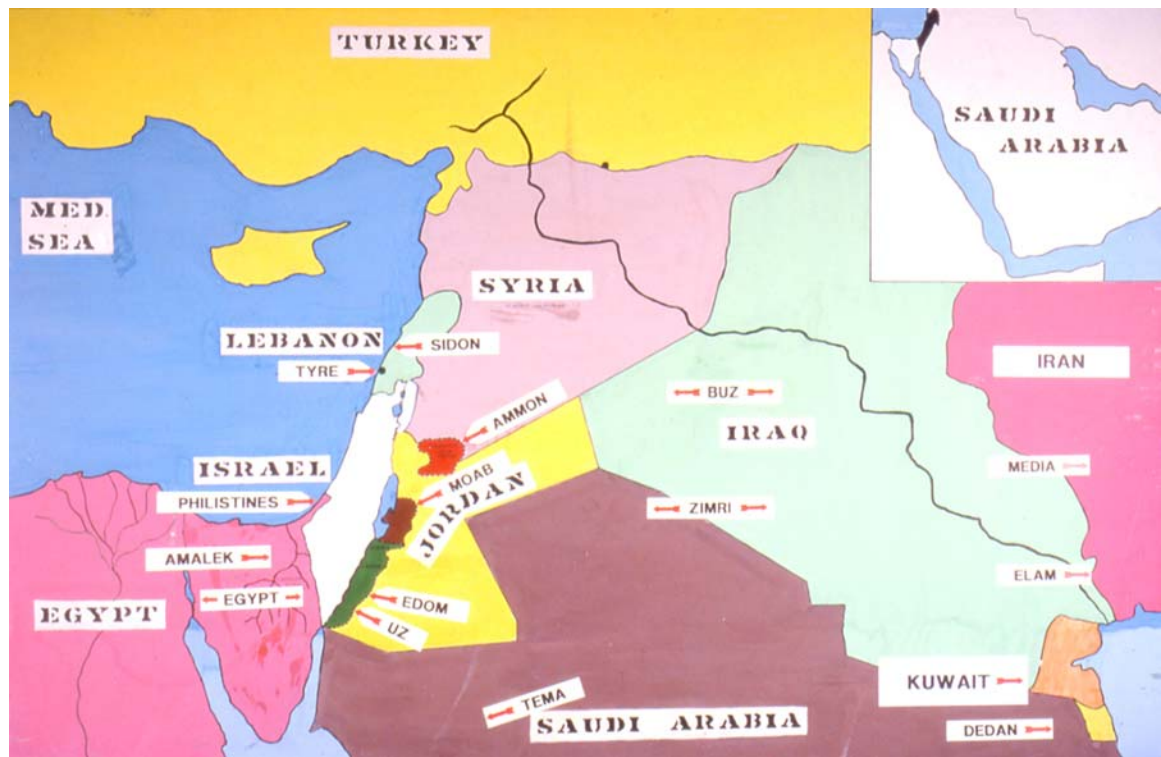 TURKEY
SAUDI
ARABIA
MED.
SEA
SYRIA
LEBANON
SIDON
TYRE
IRAN
BUZ
AMMON
IRAQ
ISRAEL
MOAB
MEDIA
PHILISTINES
JORDAN
ZIMRI
AMALEK
ELAM
EGYPT
EDOM
EGYPT
UZ
KUWAIT
TEMA
SAUDI ARABIA
DEDAN